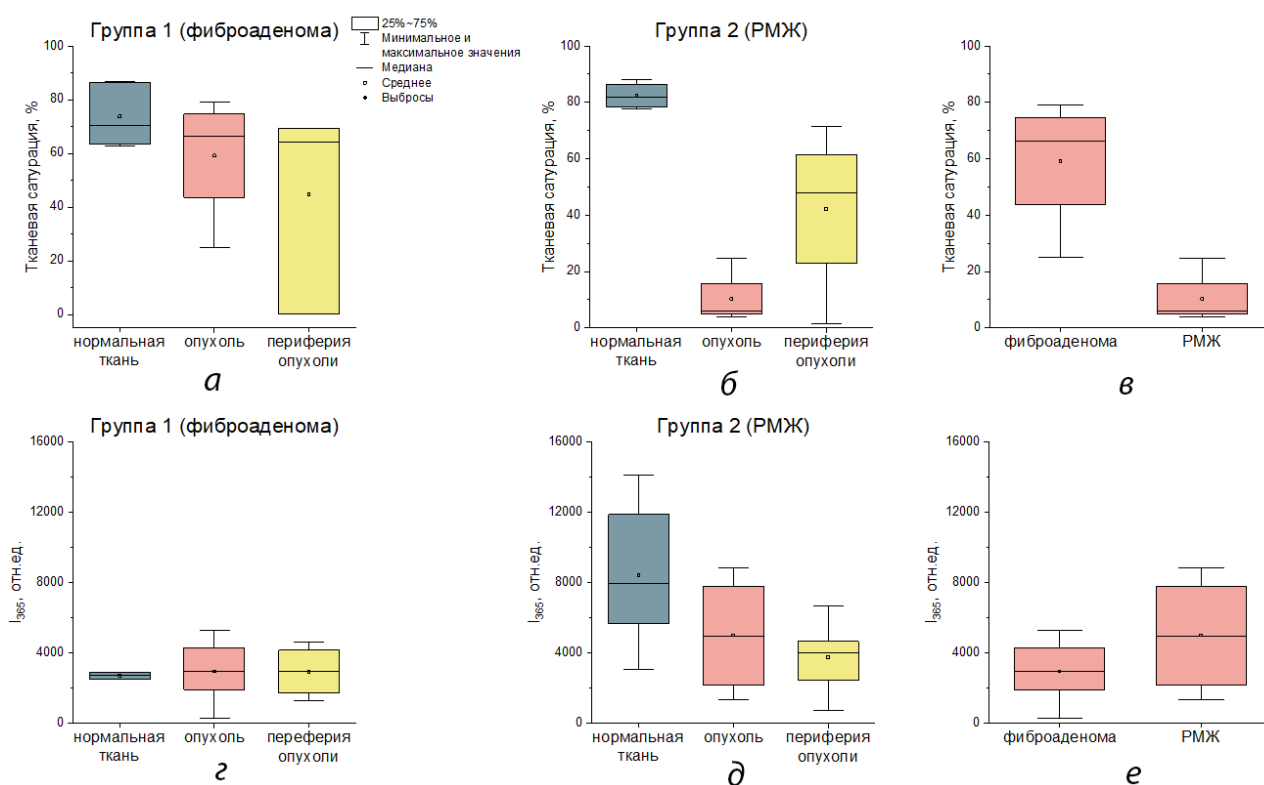 Группа 1 (фиброаденома)
25%~75%
Минимальное и
максимальное значения
Медиана
Среднее
Выбросы
Тканевая сатурация, %
100
80
60
40
20
0
нормальная
ткань
опухоль
периферия
опухоли
а
Группа 2 (РМЖ)
Тканевая сатурация, %
100
80
60
40
20
0
нормальная
ткань
опухоль
периферия
опухоли
б
Тканевая сатурация, %
100
80
60
40
20
0
фиброаденома
РМЖ
в
Группа 1 (фиброаденома)
I₃₆₅, отн.ед.
16000
12000
8000
4000
0
нормальная
ткань
опухоль
переферия
опухоли
г
Группа 2 (РМЖ)
I₃₆₅, отн.ед.
16000
12000
8000
4000
0
нормальная
ткань
опухоль
периферия
опухоли
д
I₃₆₅, отн.ед.
16000
12000
8000
4000
0
фиброаденома
РМЖ
е